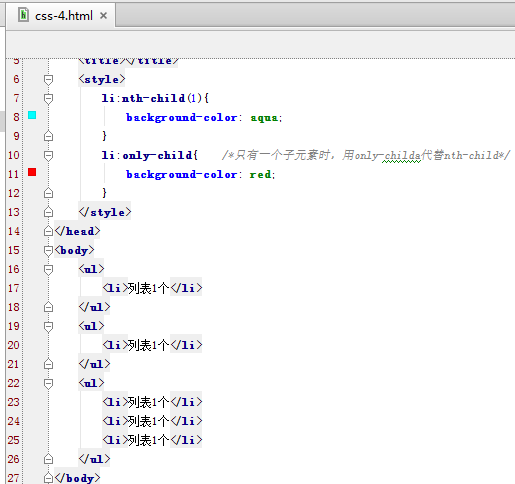 css-4.html
5 <title></title>
6 <style>
7 li:nth-child(1){
8 background-color: aqua;
9 }
10 li:only-child{ /*只有一个子元素时，用only-childa代替nth-child*/
11 background-color: red;
12 }
13 </style>
14 </head>
15 <body>
16 <ul>
17 <li>列表1个</li>
18 </ul>
19 <ul>
20 <li>列表1个</li>
21 </ul>
22 <ul>
23 <li>列表1个</li>
24 <li>列表1个</li>
25 <li>列表1个</li>
26 </ul>
27 </body>